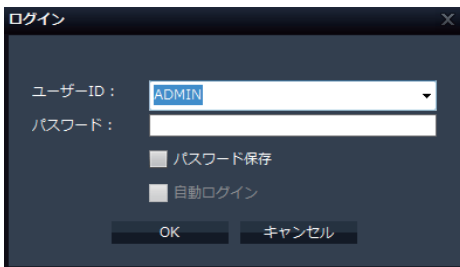 ログイン
ユーザーID：
ADMIN
パスワード：
パスワード保存
自動ログイン
OK キャンセル